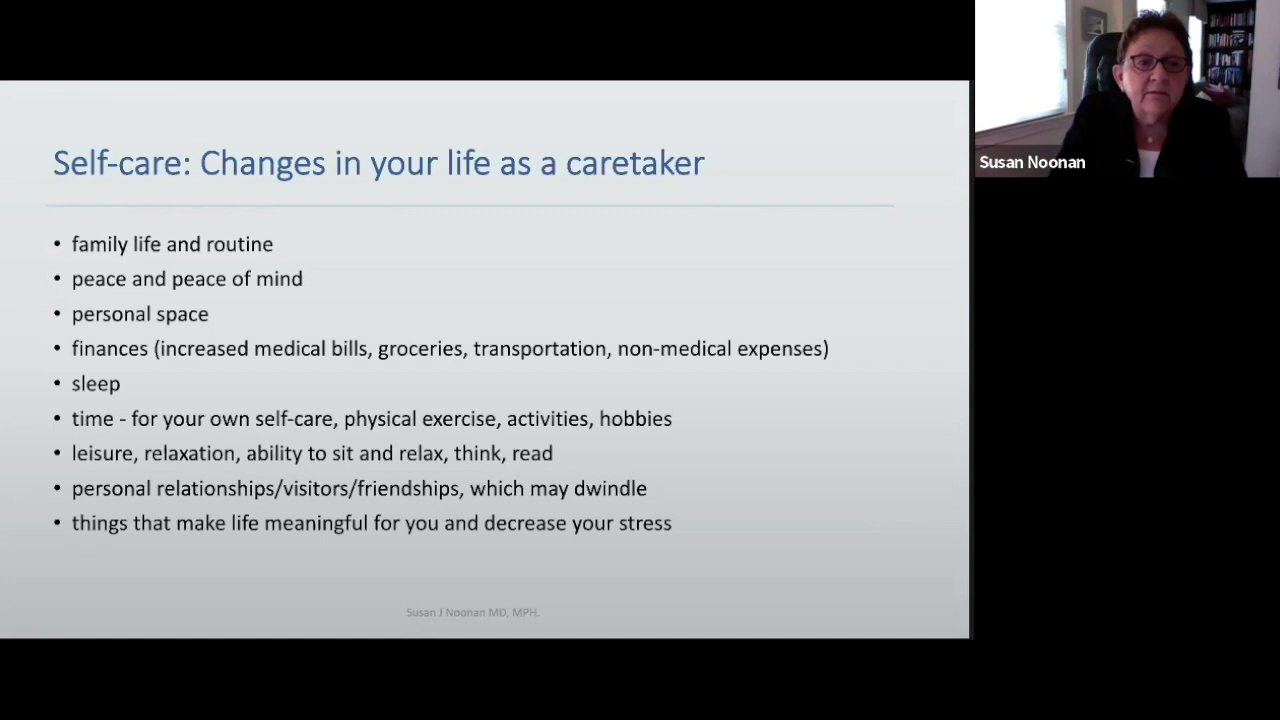 Self-care: Changes in your life as a caretaker
• family life and routine
• peace and peace of mind
• personal space
• finances (increased medical bills, groceries, transportation, non-medical expenses)
• sleep
• time - for your own self-care, physical exercise, activities, hobbies
• leisure, relaxation, ability to sit and relax, think, read
• personal relationships/visitors/friendships, which may dwindle
• things that make life meaningful for you and decrease your stress
Susan J Noonan MD, MPH.
Susan Noonan